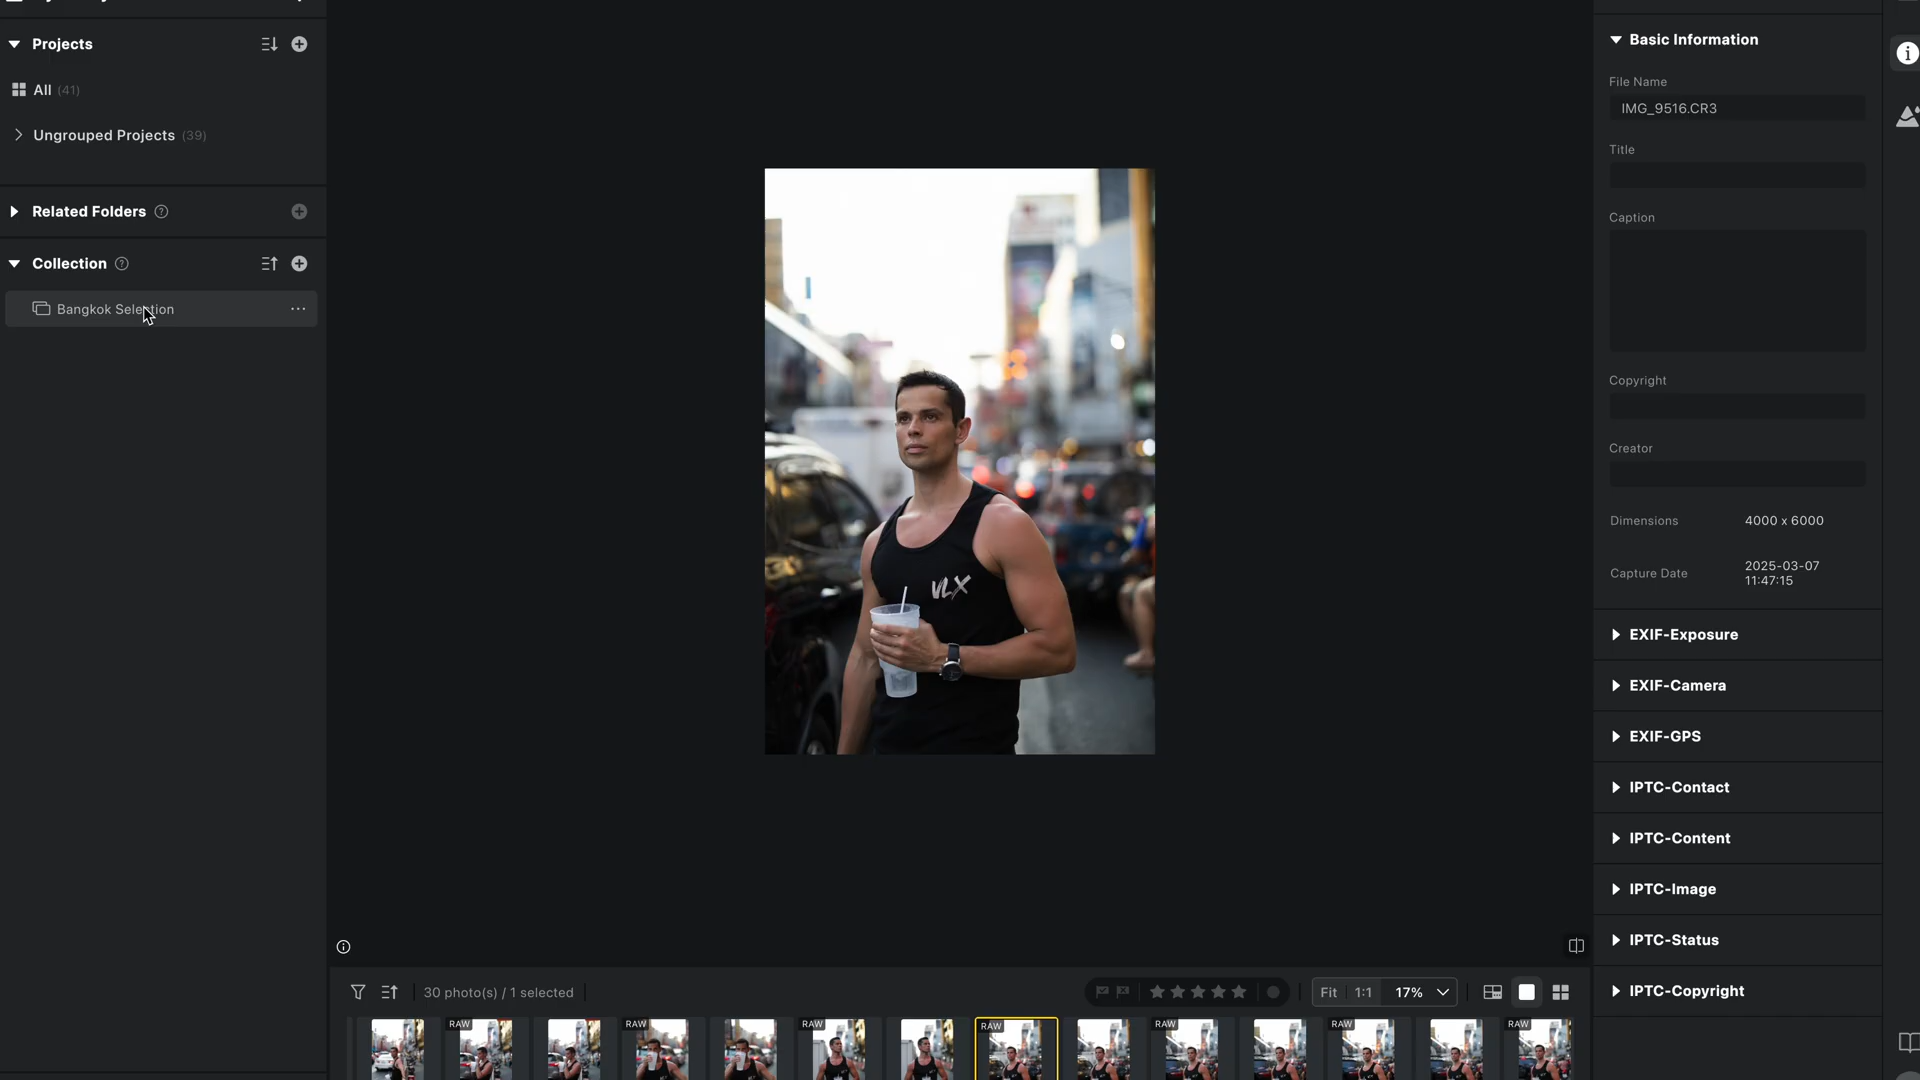 Projects
All (41)
Ungrouped Projects (39)
Related Folders
Collection
Bangkok Selection
VLX
Basic Information
File Name
IMG_9516.CR3
Title
Caption
Copyright
Creator
Dimensions 4000 x 6000
Capture Date 2025-03-07
11:47:15
EXIF-Exposure
EXIF-Camera
EXIF-GPS
IPTC-Contact
IPTC-Content
IPTC-Image
IPTC-Status
IPTC-Copyright
30 photo(s) / 1 selected
Fit 1:1 17%
RAW RAW RAW RAW RAW RAW RAW